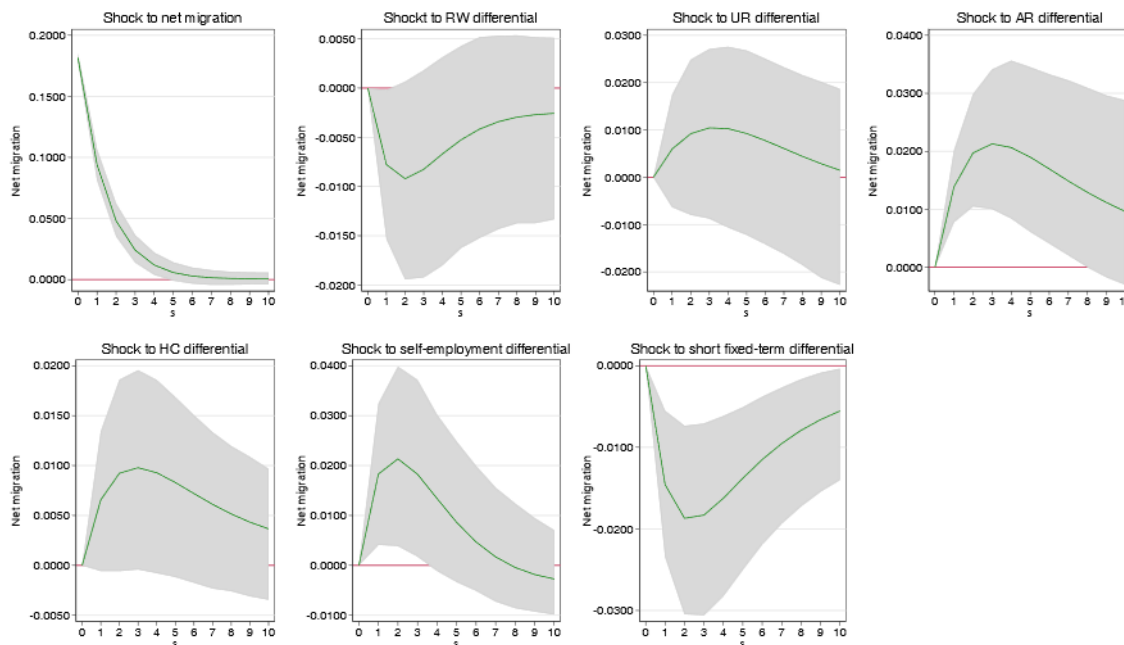 Shock to net migration
0.2000
0.1500
0.1000
0.0500
0.0000
Net migration
0 1 2 3 4 5 6 7 8 9 10
s
Shockt to RW differential
0.0050
0.0000
-0.0050
-0.0100
-0.0150
-0.0200
Net migration
0 1 2 3 4 5 6 7 8 9 10
s
Shock to UR differential
0.0300
0.0200
0.0100
0.0000
-0.0100
-0.0200
Net migration
0 1 2 3 4 5 6 7 8 9 10
s
Shock to AR differential
0.0400
0.0300
0.0200
0.0100
0.0000
Net migration
0 1 2 3 4 5 6 7 8 9 10
s
Shock to HC differential
0.0200
0.0150
0.0100
0.0050
0.0000
-0.0050
Net migration
0 1 2 3 4 5 6 7 8 9 10
s
Shock to self-employment differential
0.0400
0.0300
0.0200
0.0100
0.0000
-0.0100
Net migration
0 1 2 3 4 5 6 7 8 9 10
s
Shock to short fixed-term differential
0.0000
-0.0100
-0.0200
-0.0300
Net migration
0 1 2 3 4 5 6 7 8 9 10
s